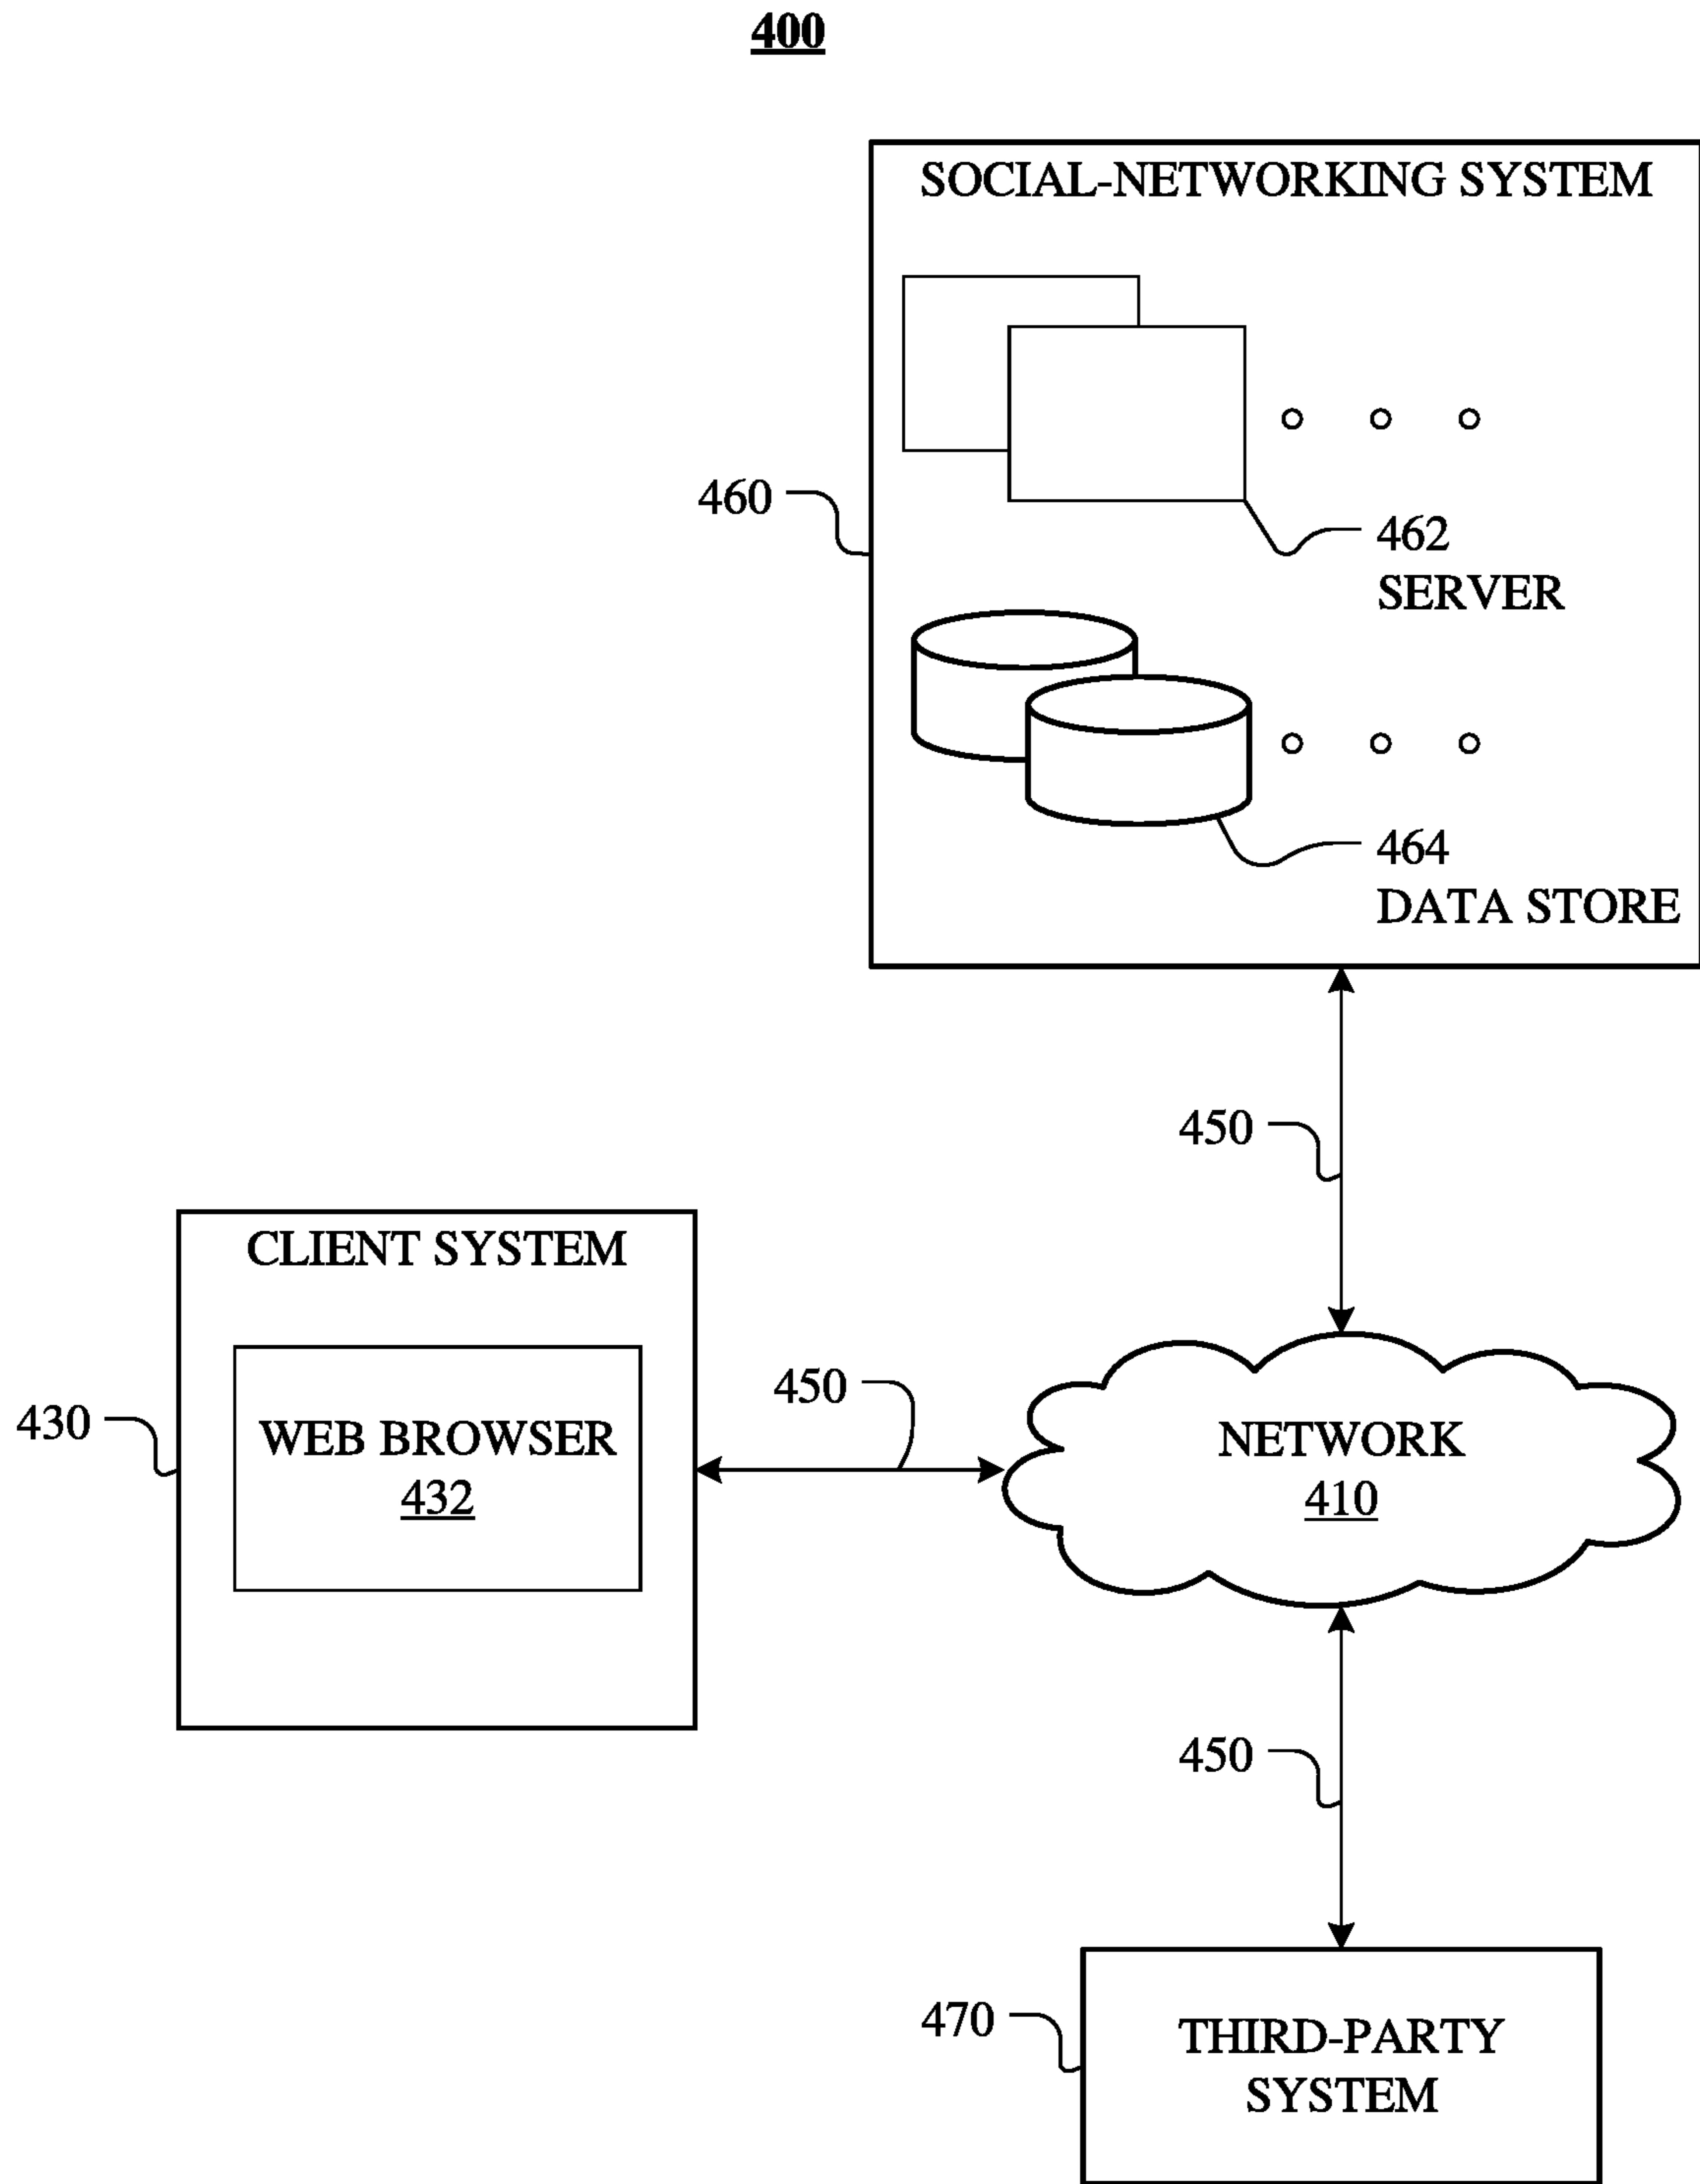 400
SOCIAL-NETWORKING SYSTEM
460
462
SERVER
464
DATA STORE
450
CLIENT SYSTEM
430
WEB BROWSER
432
450
NETWORK
410
450
470
THIRD-PARTY
SYSTEM